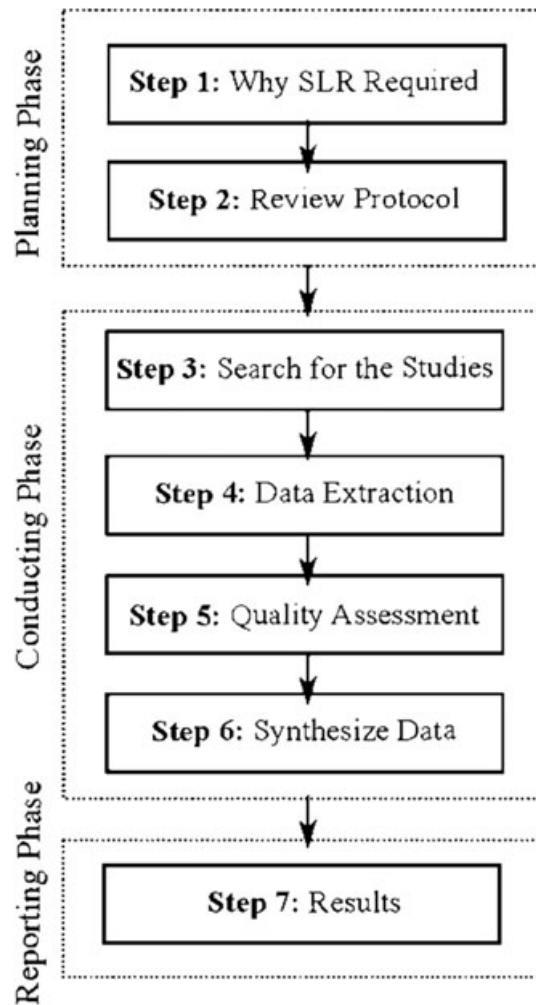 Planning Phase
Step 1: Why SLR Required
Step 2: Review Protocol
Conducting Phase
Step 3: Search for the Studies
Step 4: Data Extraction
Step 5: Quality Assessment
Step 6: Synthesize Data
Reporting Phase
Step 7: Results